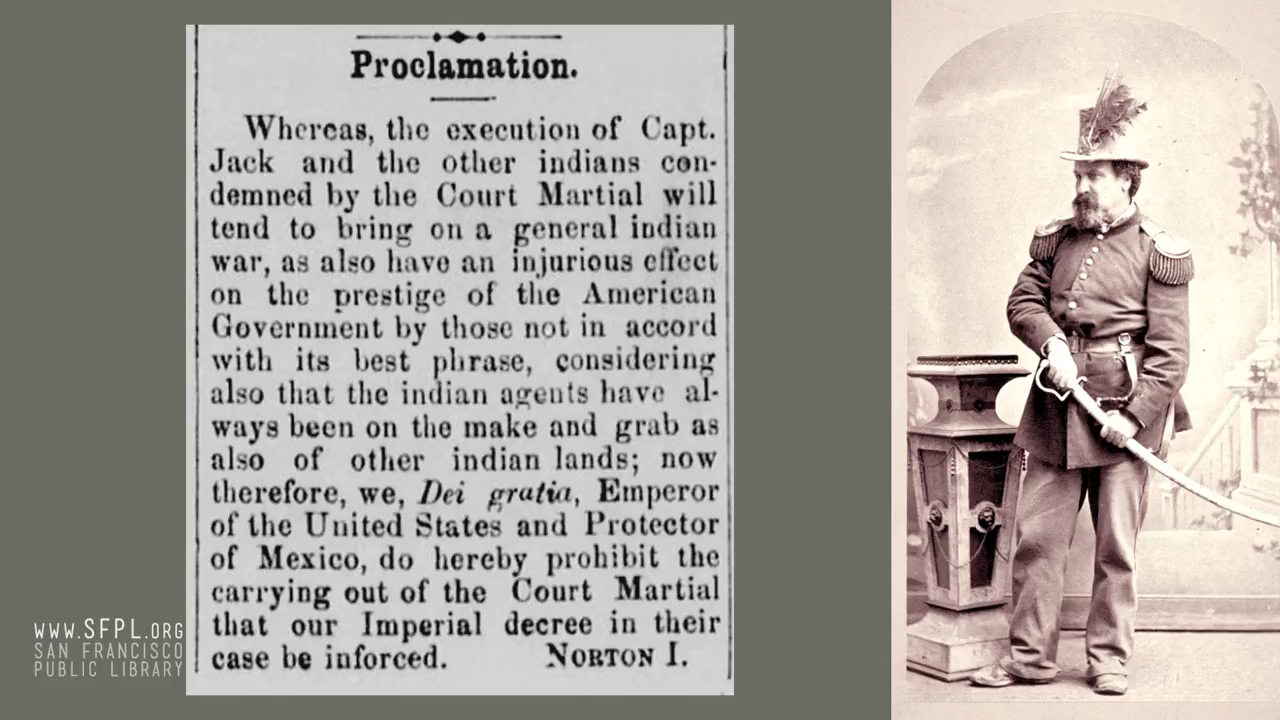 Proclamation.
Whereas, the execution of Capt.
Jack and the other indians con-
demned by the Court Martial will
tend to bring on a general indian
war, as also have an injurious effect
on the prestige of the American
Government by those not in accord
with its best phrase, considering
also that the indian agents have al-
ways been on the make and grab as
also of other indian lands; now
therefore, we, Dei gratia, Emperor
of the United States and Protector
of Mexico, do hereby prohibit the
carrying out of the Court Martial
that our Imperial decree in their
case be inforced. NORTON I.
WWW.SFPL.ORG
SAN FRANCISCO
PUBLIC LIBRARY